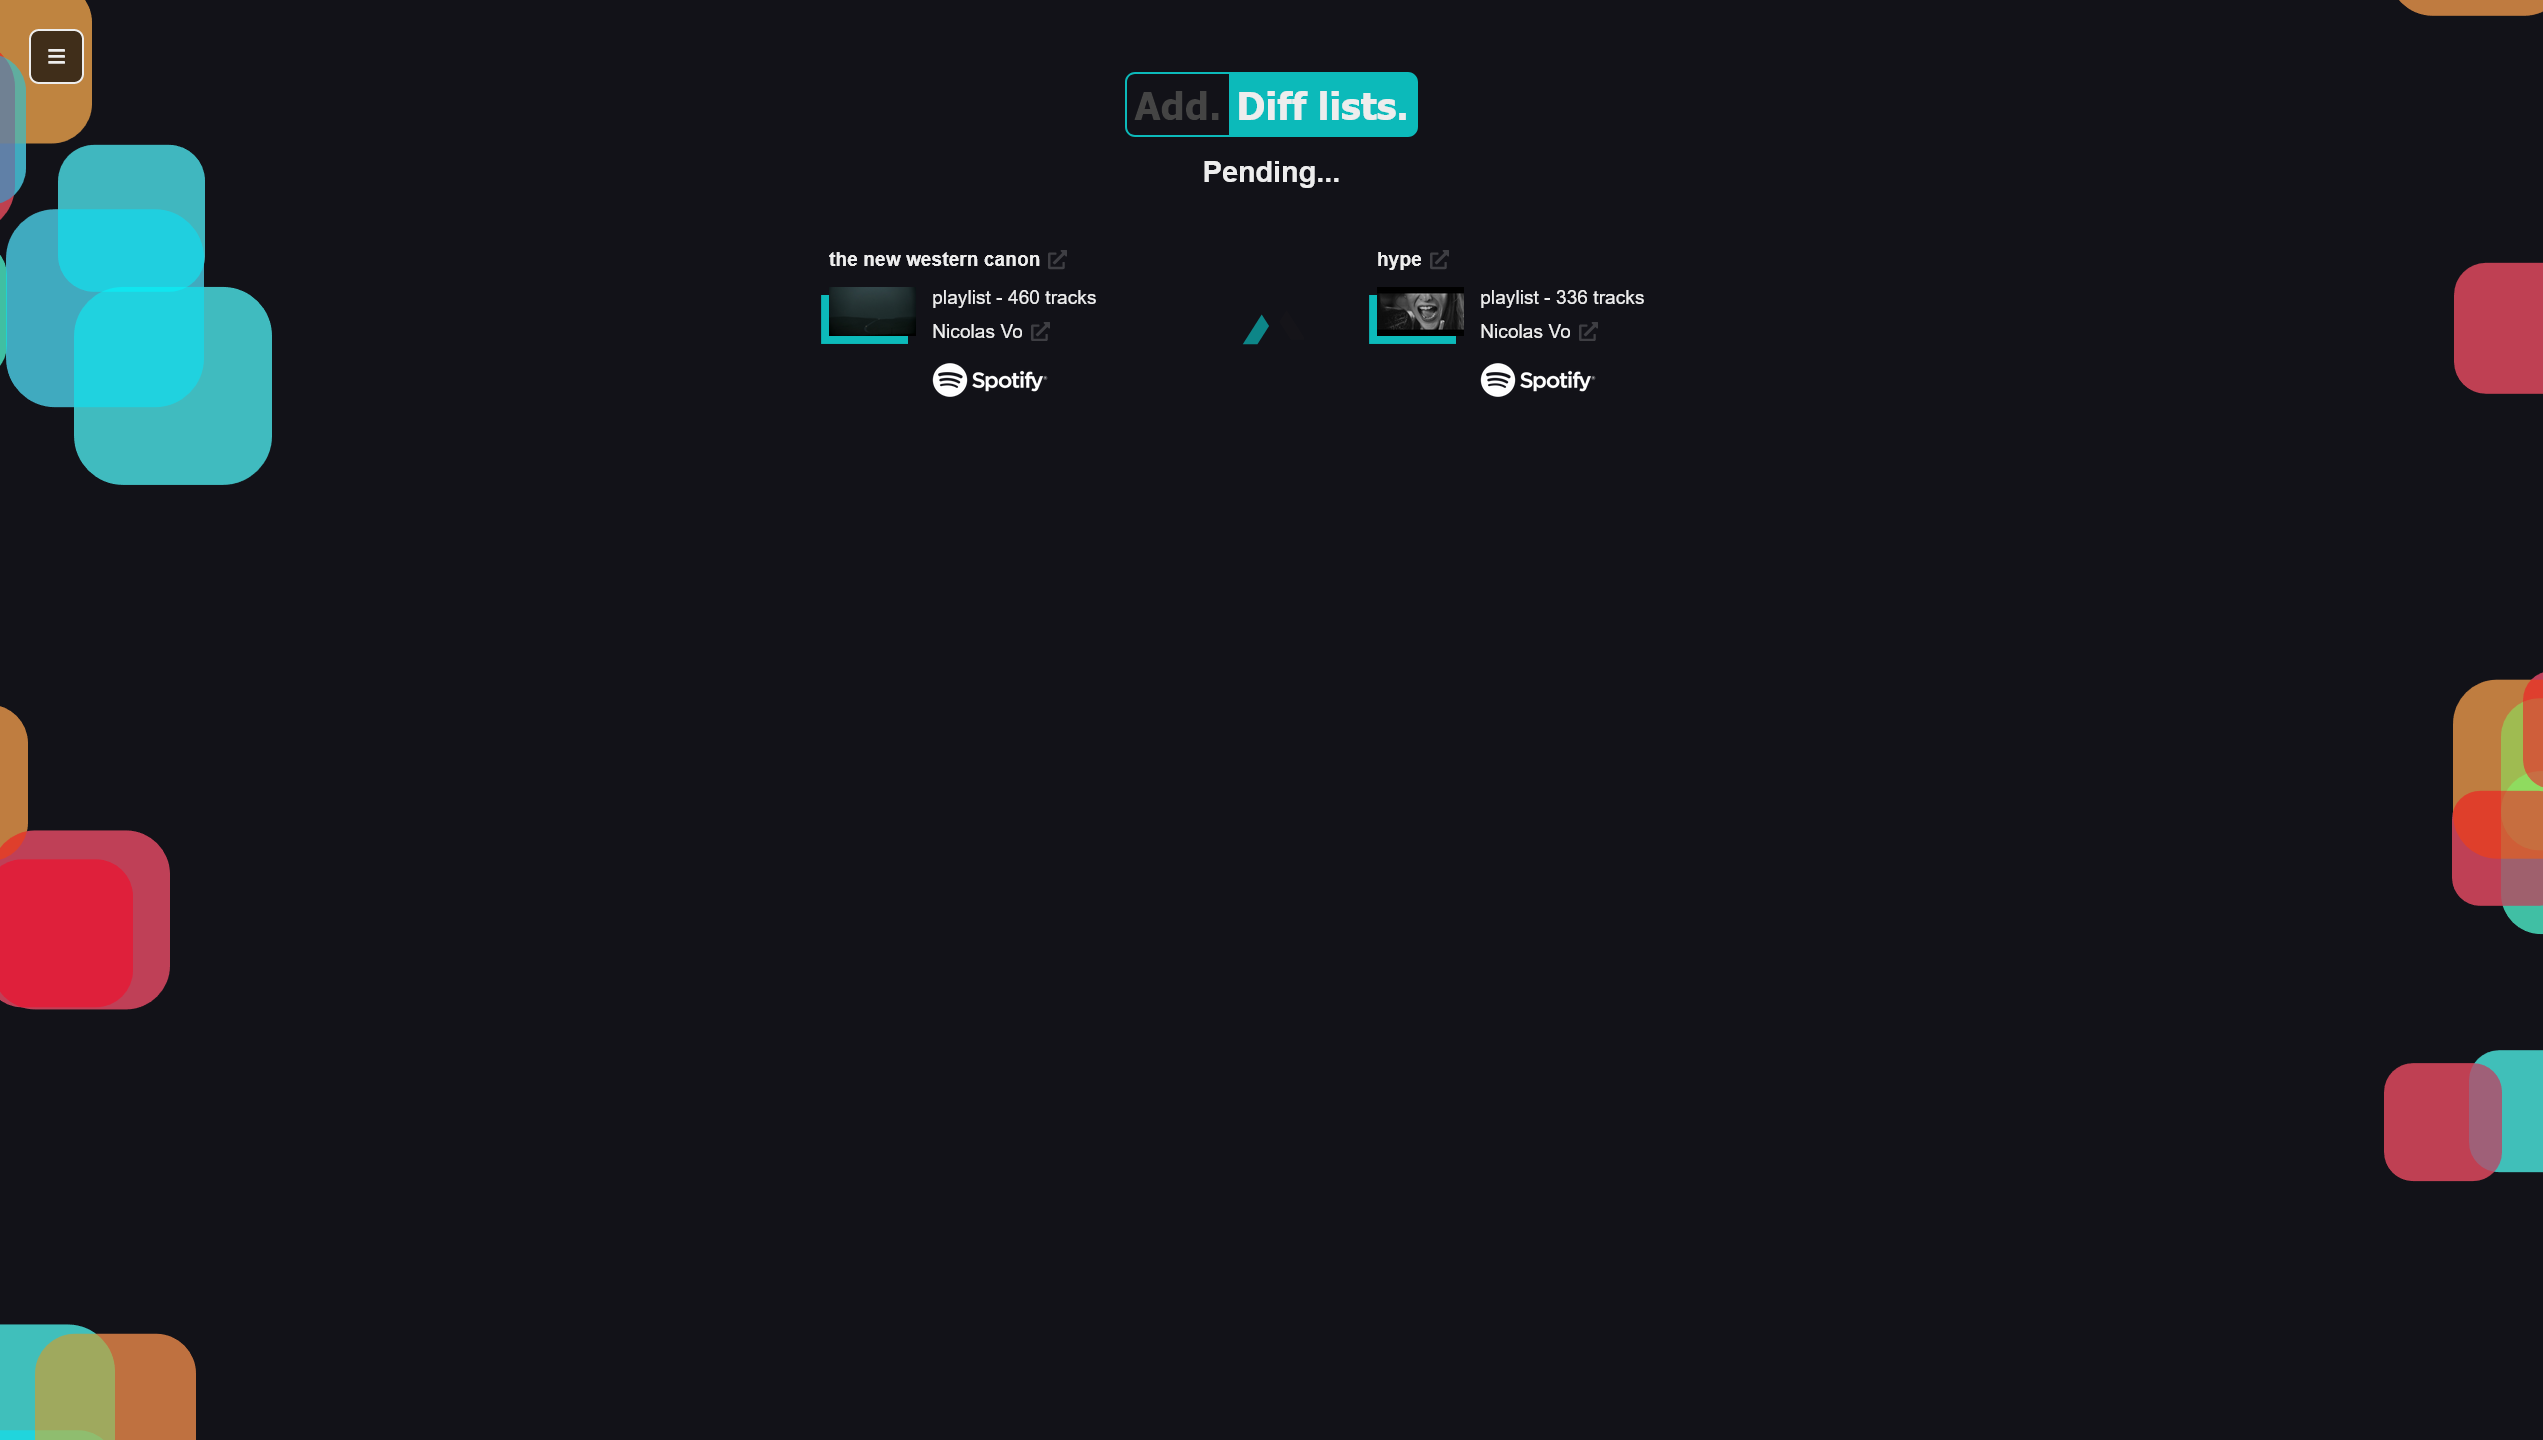 Add. Diff lists.
Pending...
the new western canon
playlist - 460 tracks
Nicolas Vo
Spotify
hype
playlist - 336 tracks
Nicolas Vo
Spotify